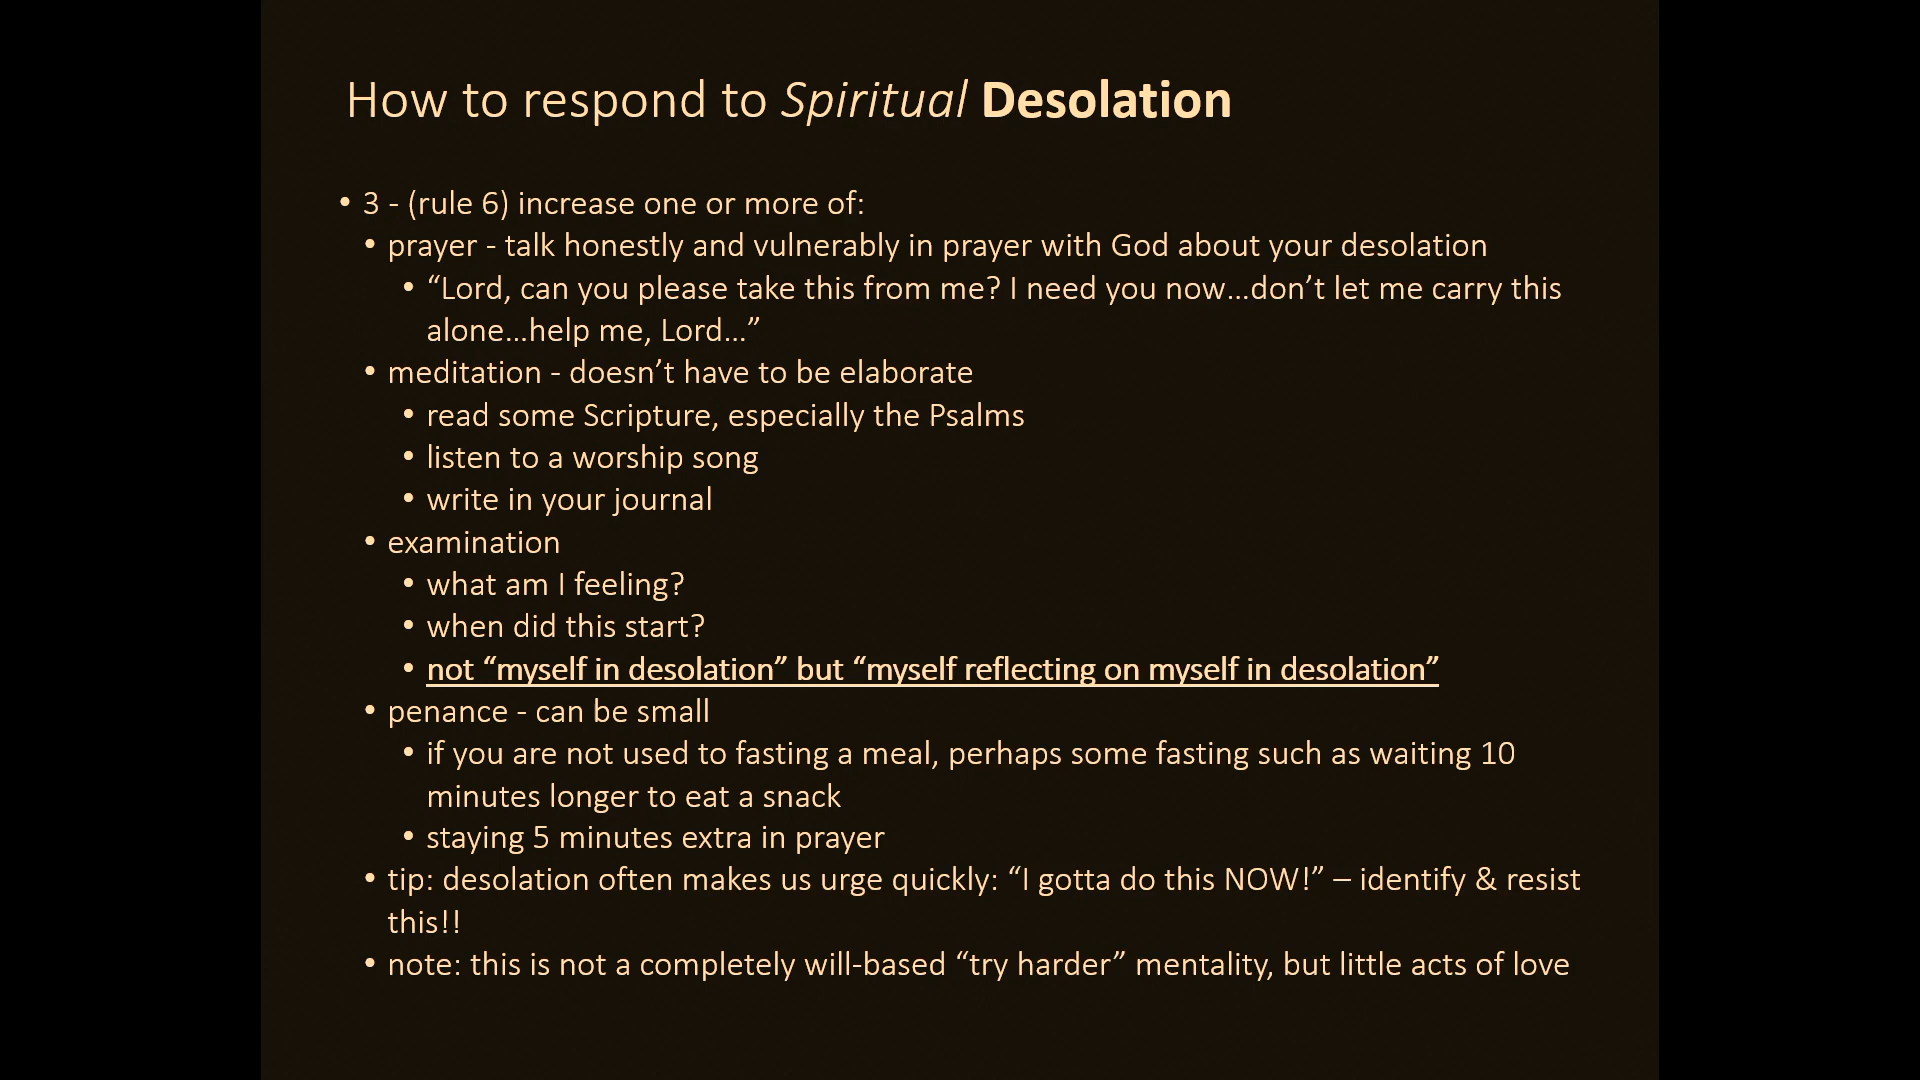 How to respond to Spiritual Desolation
• 3 - (rule 6) increase one or more of:
• prayer - talk honestly and vulnerably in prayer with God about your desolation
• “Lord, can you please take this from me? I need you now…don’t let me carry this
alone…help me, Lord…”
• meditation - doesn’t have to be elaborate
• read some Scripture, especially the Psalms
• listen to a worship song
• write in your journal
• examination
• what am I feeling?
• when did this start?
• not “myself in desolation” but “myself reflecting on myself in desolation”
• penance - can be small
• if you are not used to fasting a meal, perhaps some fasting such as waiting 10
minutes longer to eat a snack
• staying 5 minutes extra in prayer
• tip: desolation often makes us urge quickly: “I gotta do this NOW!” – identify & resist
this!!
• note: this is not a completely will-based “try harder” mentality, but little acts of love